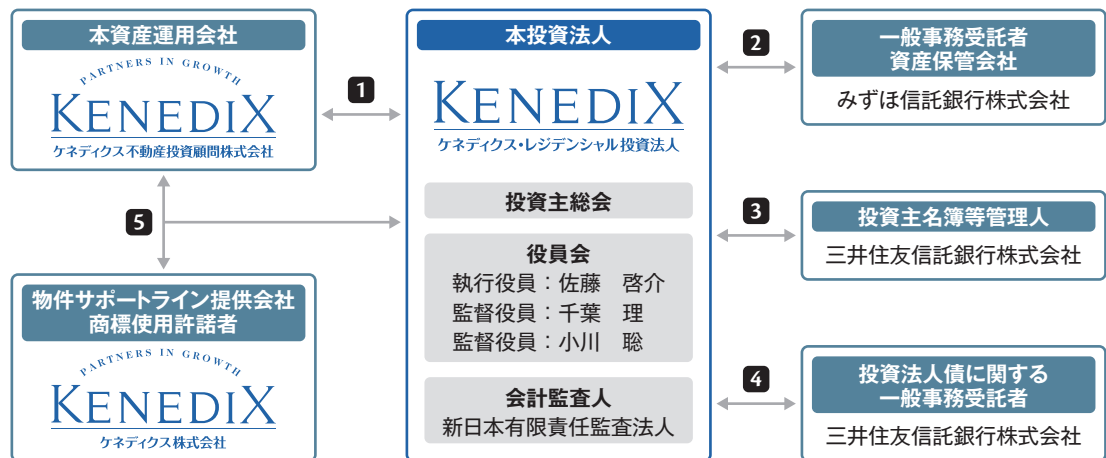 本資産運用会社
PARTNERS IN GROWTH
KENEDIX
ケネディクス不動産投資顧問株式会社
1
5
物件サポートライン提供会社
商標使用許諾者
PARTNERS IN GROWTH
KENEDIX
ケネディクス株式会社
本投資法人
KENEDIX
ケネディクス・レジデンシャル投資法人
投資主総会
役員会
執行役員：佐藤　啓介
監督役員：千葉　理
監督役員：小川　聡
会計監査人
新日本有限責任監査法人
2
一般事務受託者
資産保管会社
みずほ信託銀行株式会社
3
投資主名簿等管理人
三井住友信託銀行株式会社
4
投資法人債に関する
一般事務受託者
三井住友信託銀行株式会社